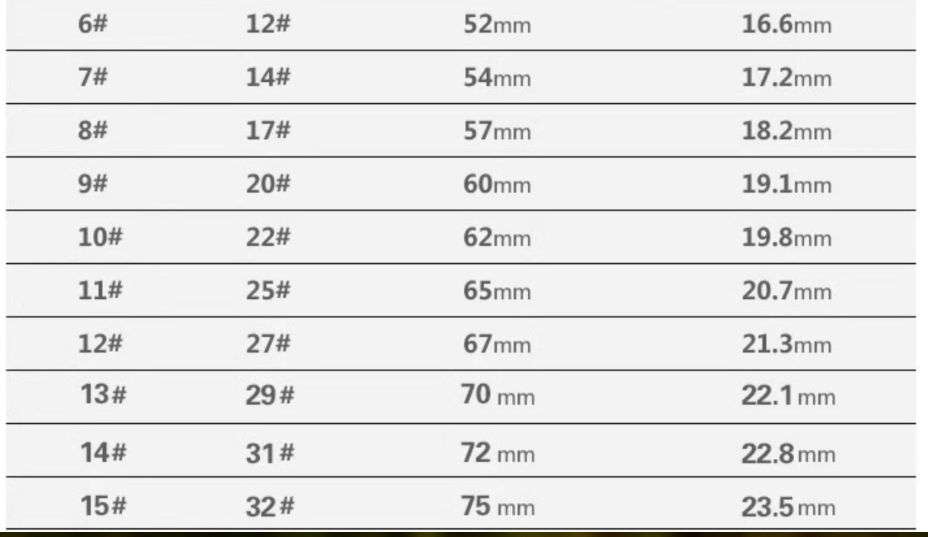 6# 12# 52mm 16.6mm
7# 14# 54mm 17.2mm
8# 17# 57mm 18.2mm
9# 20# 60mm 19.1mm
10# 22# 62mm 19.8mm
11# 25# 65mm 20.7mm
12# 27# 67mm 21.3mm
13# 29# 70 mm 22.1 mm
14# 31# 72 mm 22.8 mm
15# 32# 75 mm 23.5 mm